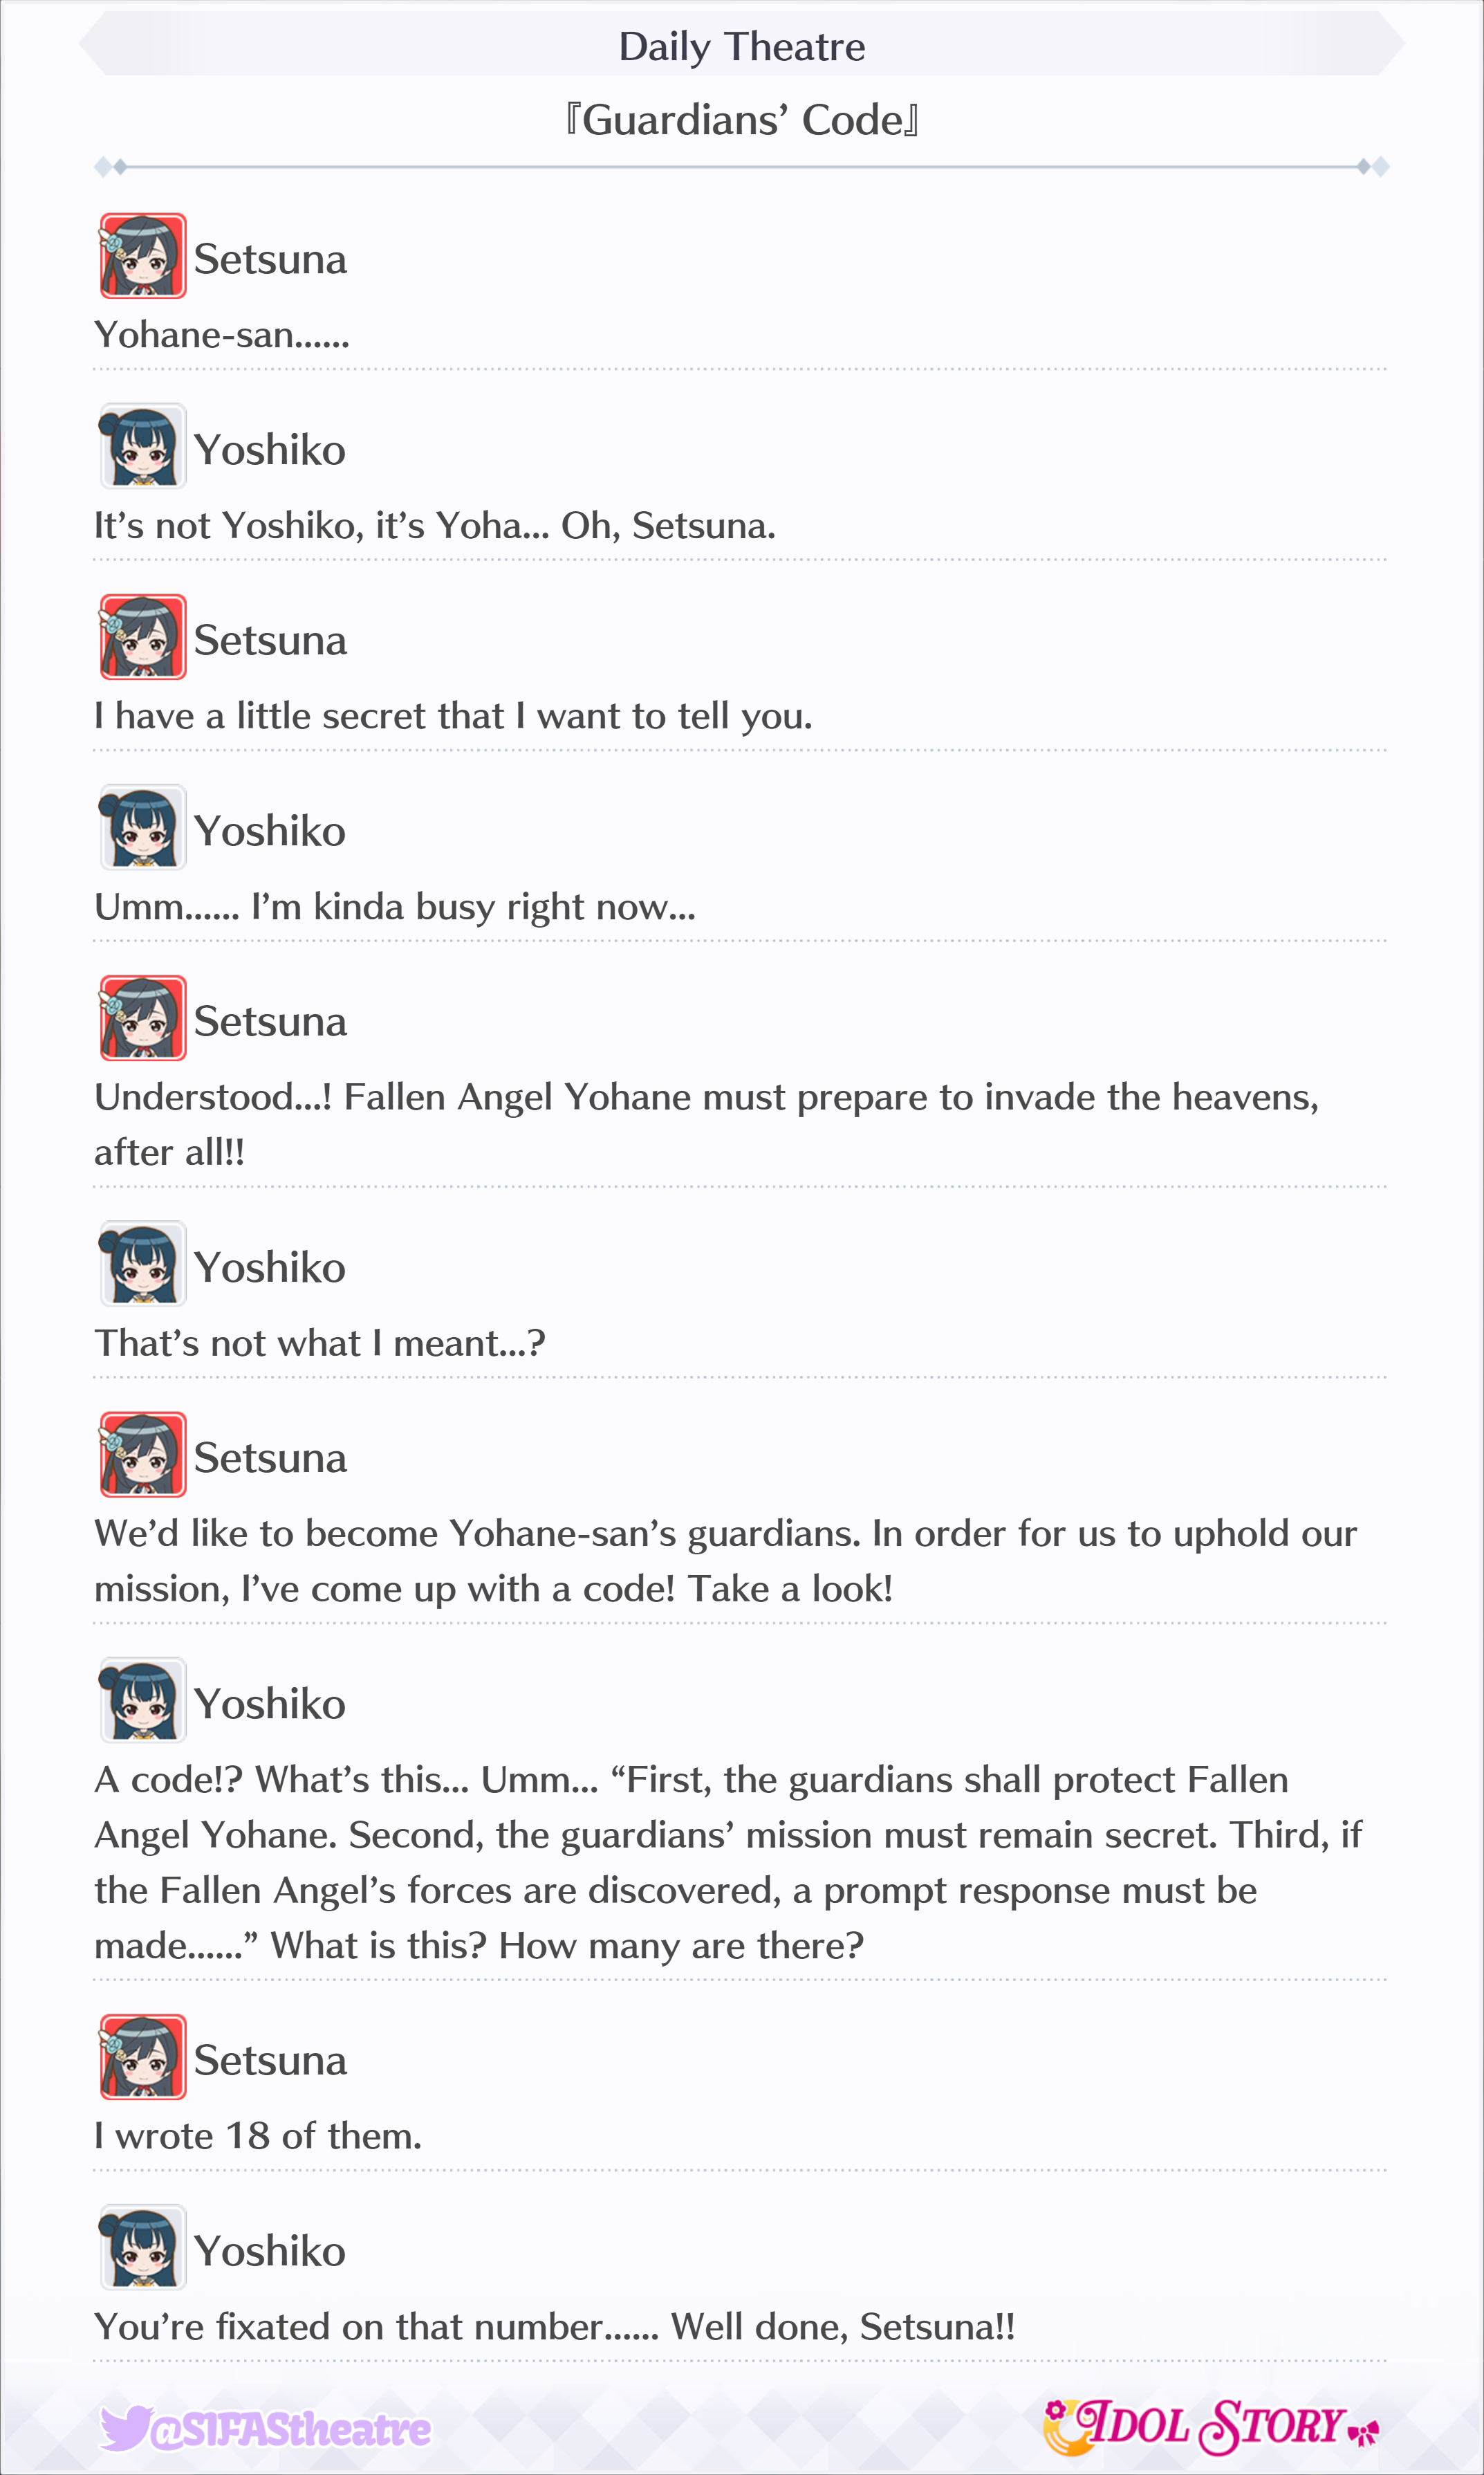 Daily Theatre
『Guardians’ Code』
Setsuna
Yohane-san......
Yoshiko
It’s not Yoshiko, it’s Yoha... Oh, Setsuna.
Setsuna
I have a little secret that I want to tell you.
Yoshiko
Umm...... I’m kinda busy right now...
Setsuna
Understood...! Fallen Angel Yohane must prepare to invade the heavens,
after all!!
Yoshiko
That’s not what I meant...?
Setsuna
We’d like to become Yohane-san’s guardians. In order for us to uphold our
mission, I’ve come up with a code! Take a look!
Yoshiko
A code!? What’s this... Umm... “First, the guardians shall protect Fallen
Angel Yohane. Second, the guardians’ mission must remain secret. Third, if
the Fallen Angel’s forces are discovered, a prompt response must be
made......” What is this? How many are there?
Setsuna
I wrote 18 of them.
Yoshiko
You’re fixated on that number...... Well done, Setsuna!!
@SIFAStheatre
IDOL STORY